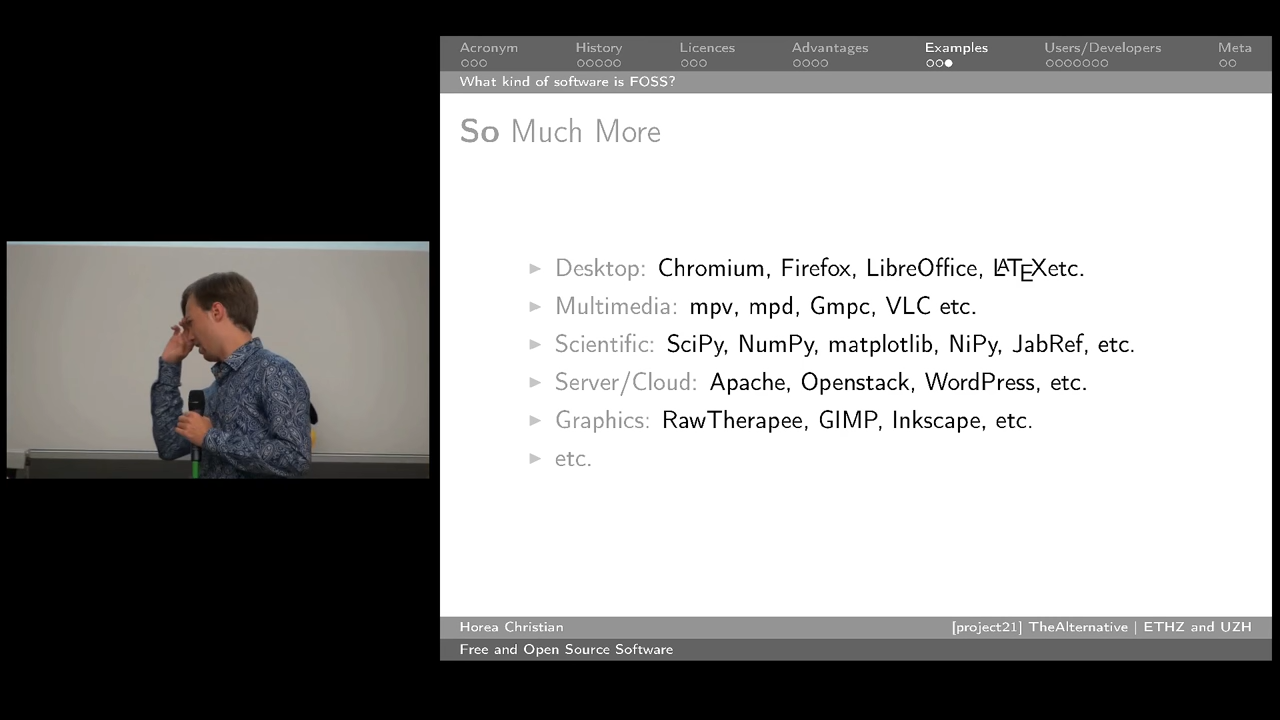 Acronym History Licences Advantages Examples Users/Developers Meta
What kind of software is FOSS?
So Much More
Desktop: Chromium, Firefox, LibreOffice, LATEXetc.
Multimedia: mpv, mpd, Gmpc, VLC etc.
Scientific: SciPy, NumPy, matplotlib, NiPy, JabRef, etc.
Server/Cloud: Apache, Openstack, WordPress, etc.
Graphics: RawTherapee, GIMP, Inkscape, etc.
etc.
Horea Christian [project21] TheAlternative | ETHZ and UZH
Free and Open Source Software